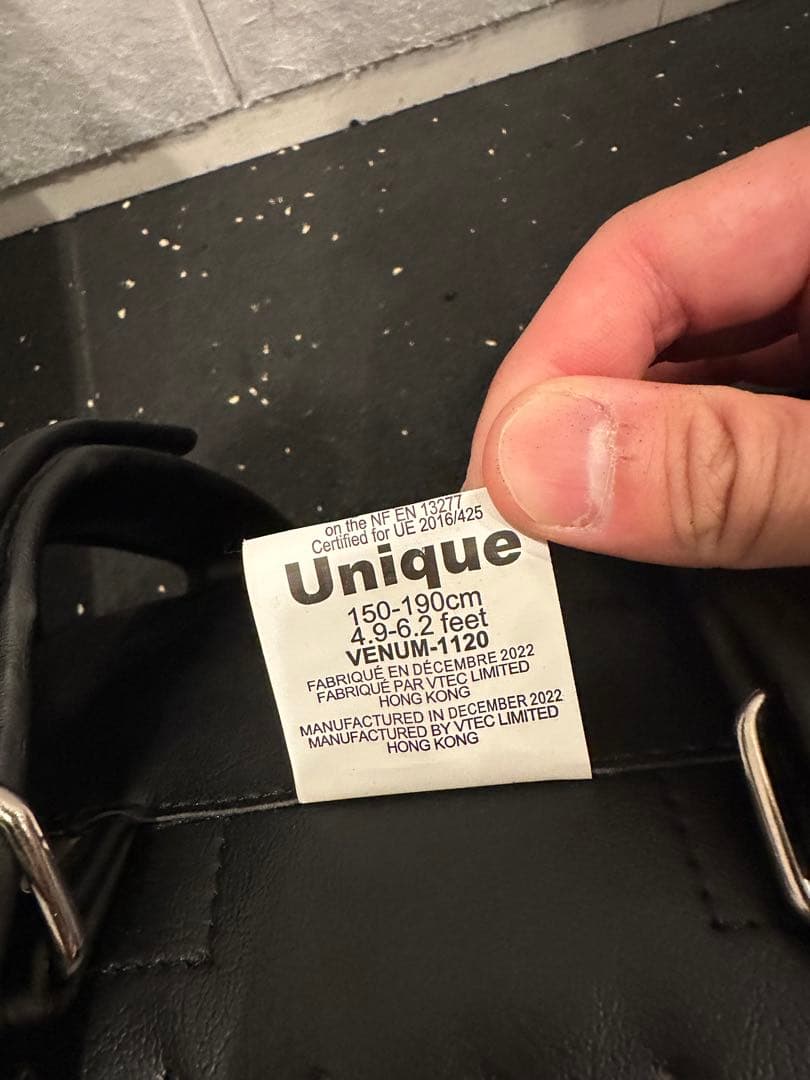 on the NF EN 13277
Certified for UE 2016/425
Unique
150-190cm
4.9-6.2 feet
VENUM-1120
FABRIQUÉ EN DÉCEMBRE 2022
FABRIQUÉ PAR VTEC LIMITED
HONG KONG
MANUFACTURED IN DECEMBER 2022
MANUFACTURED BY VTEC LIMITED
HONG KONG